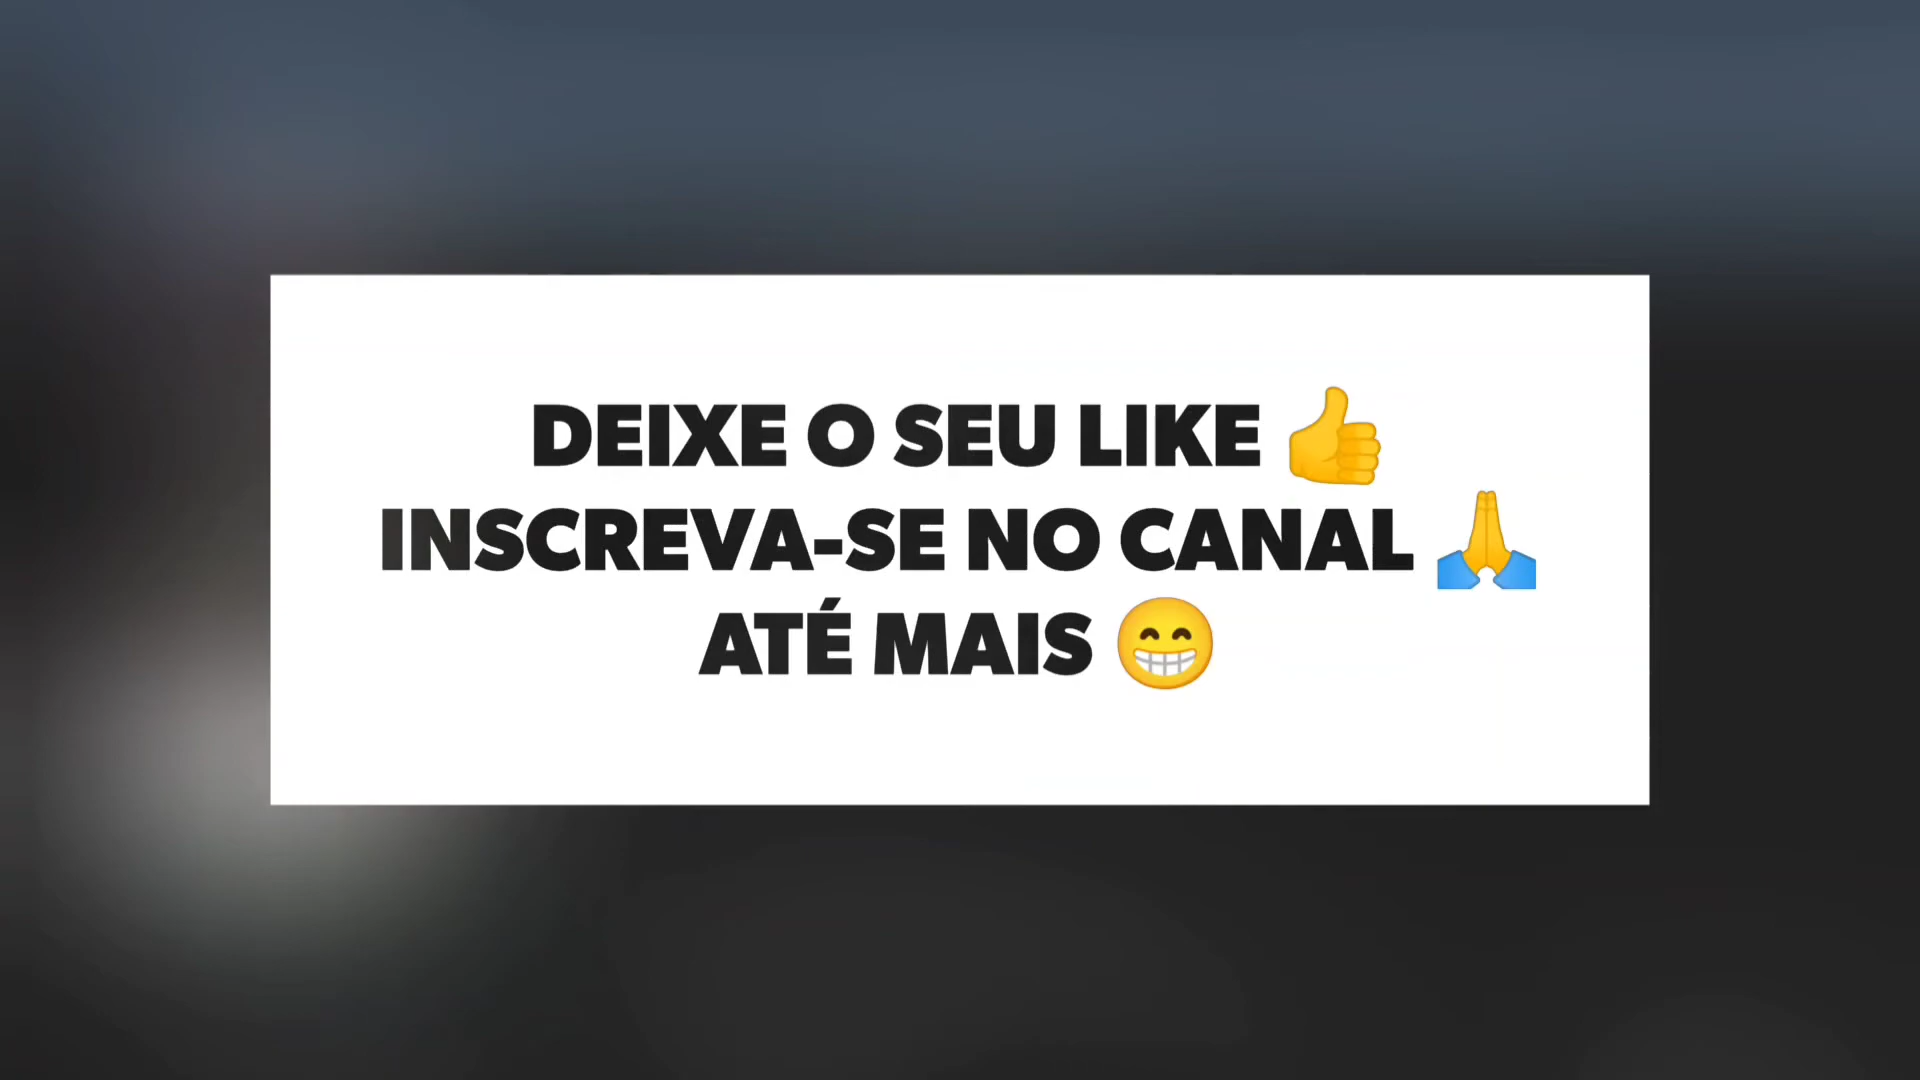 DEIXE O SEU LIKE 👍
INSCREVA-SE NO CANAL 🙏
ATÉ MAIS 😁